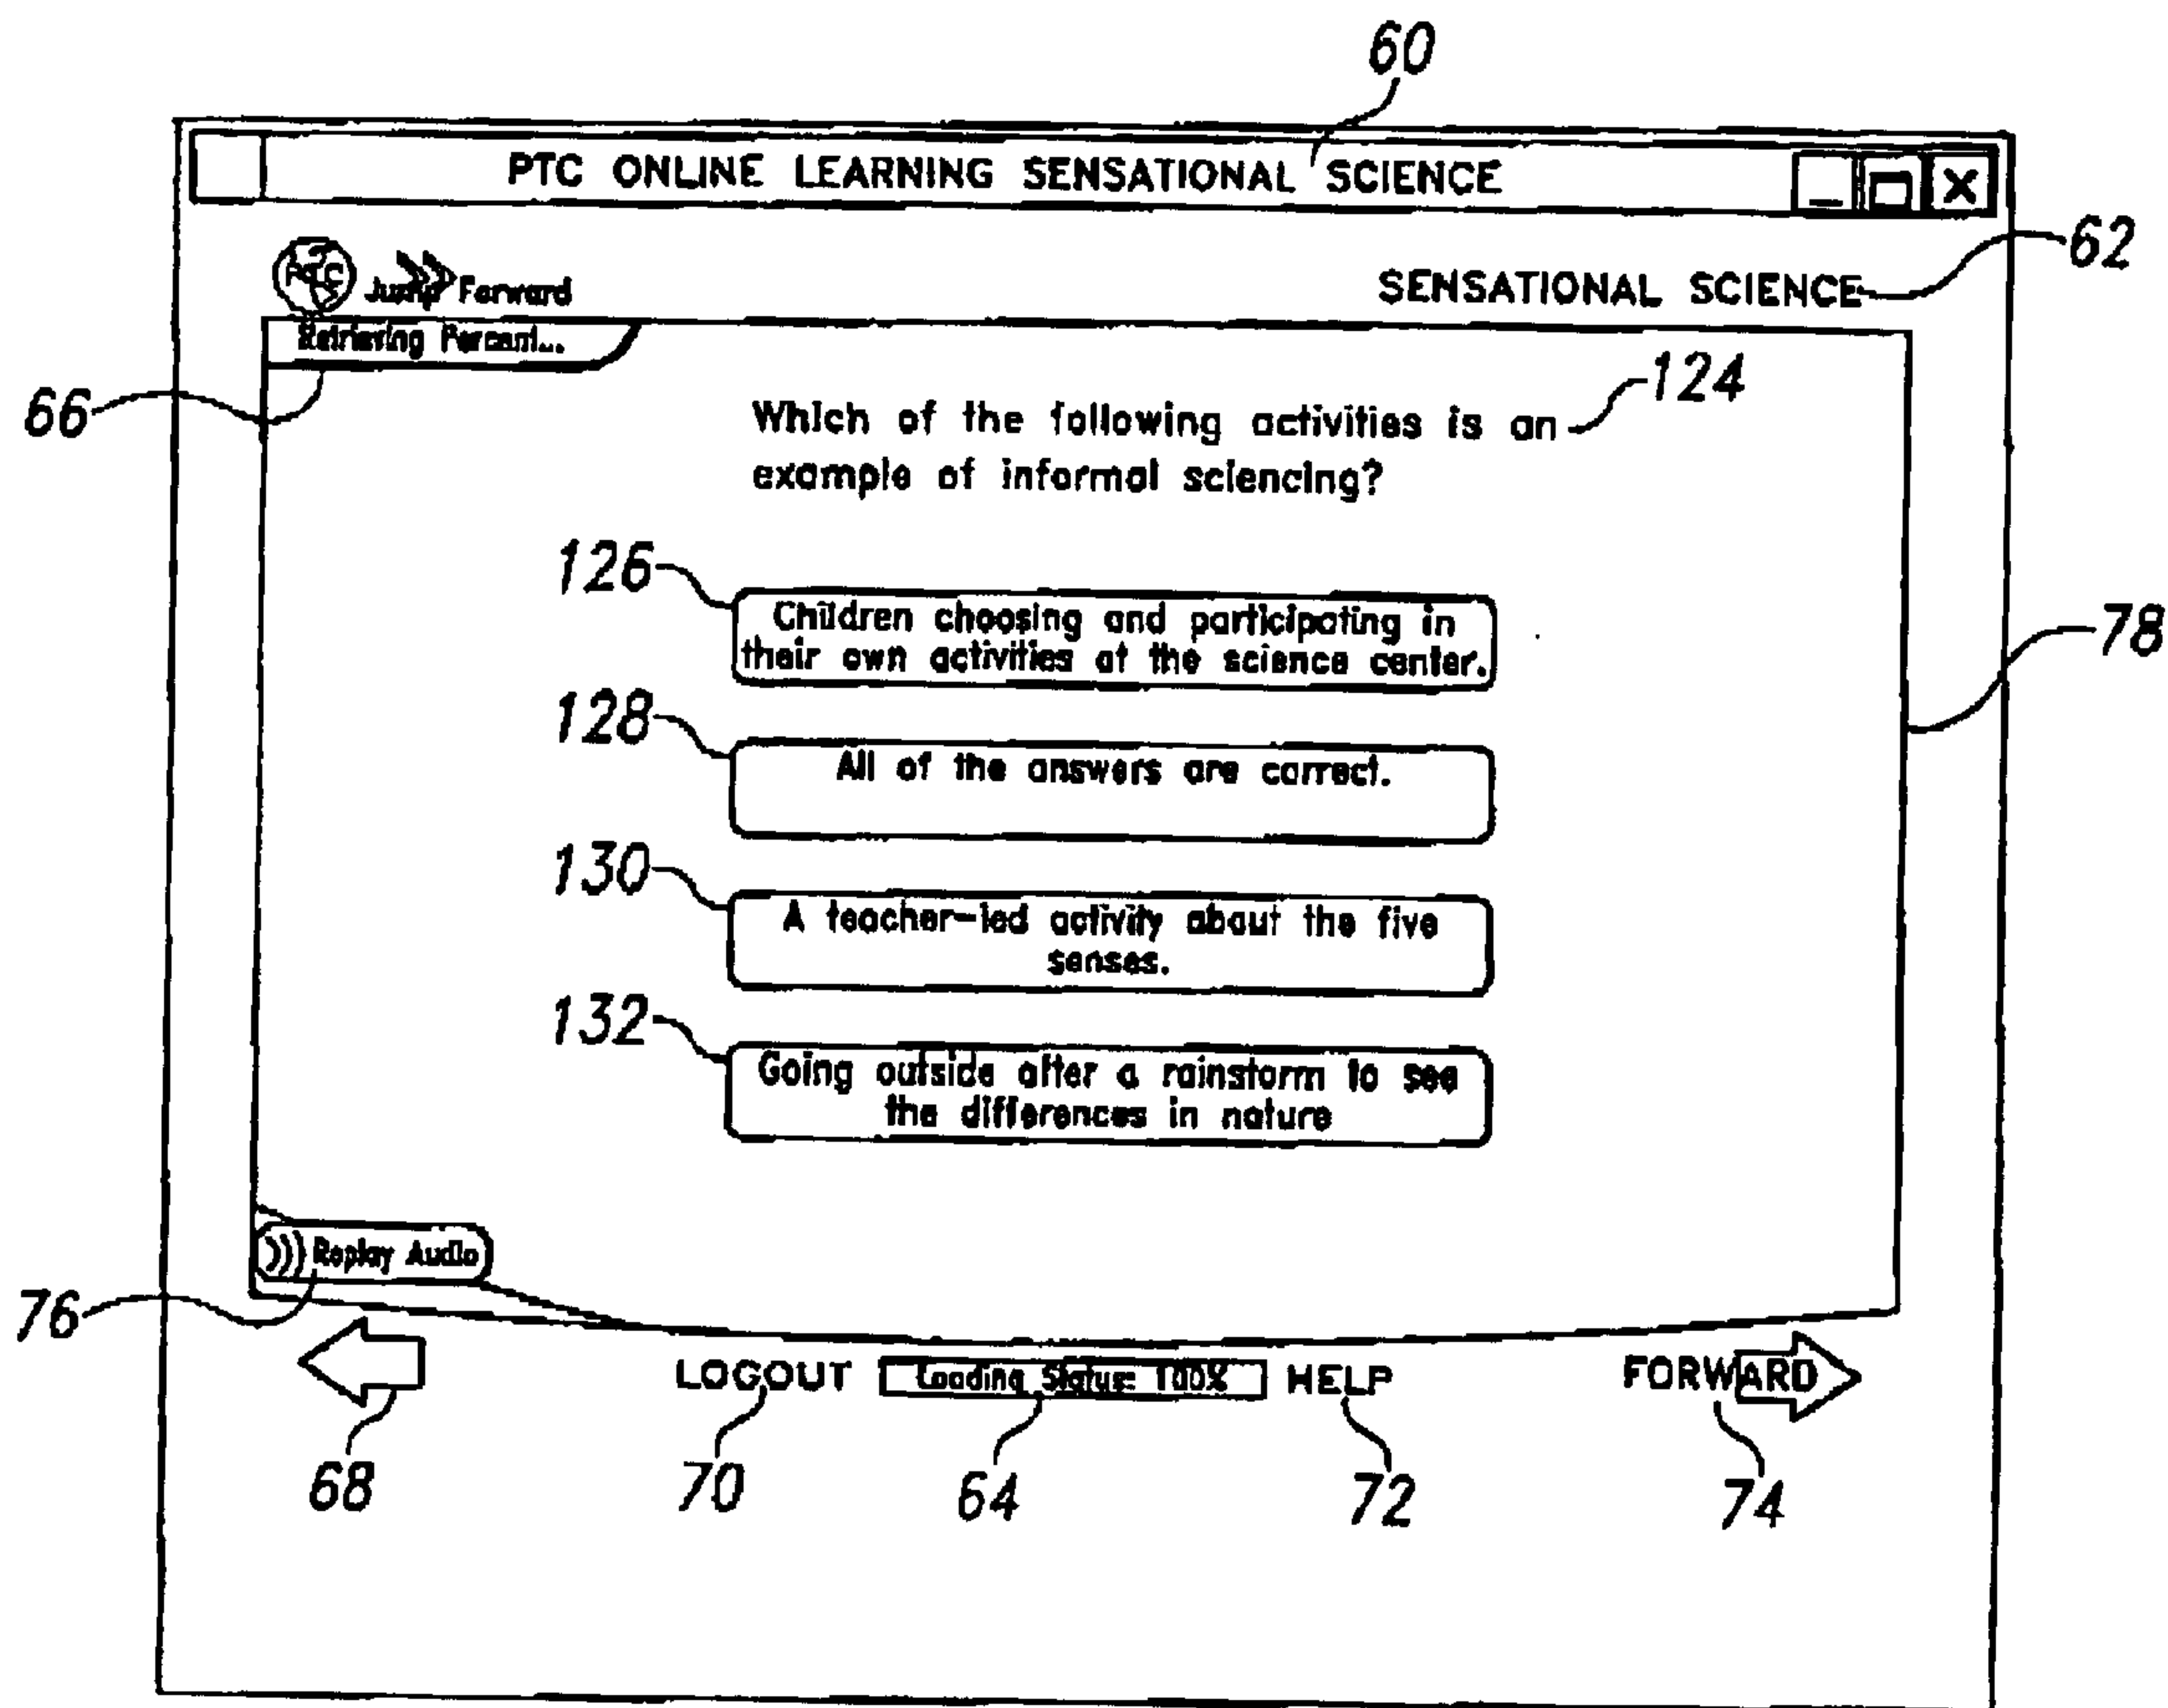 60
PTC ONLINE LEARNING SENSATIONAL SCIENCE
X
62
PTC Jump Forward
SENSATIONAL SCIENCE
Retrieving Percent...
66
124
Which of the following activities is an
example of informal sciencing?
126
Children choosing and participating in
their own activities at the science center.
78
128
All of the answers are correct.
130
A teacher-led activity about the five
senses.
132
Going outside after a rainstorm to see
the differences in nature
Replay Audio
76
LOGOUT Loading Status: 100% HELP FORWARD
68 70 64 72 74